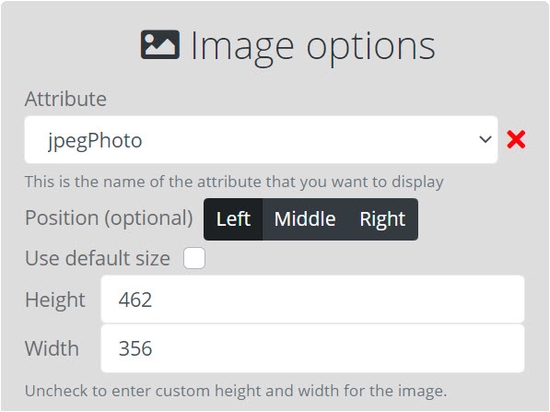 Image options
Attribute
jpegPhoto
This is the name of the attribute that you want to display
Position (optional) Left Middle Right
Use default size
Height 462
Width 356
Uncheck to enter custom height and width for the image.